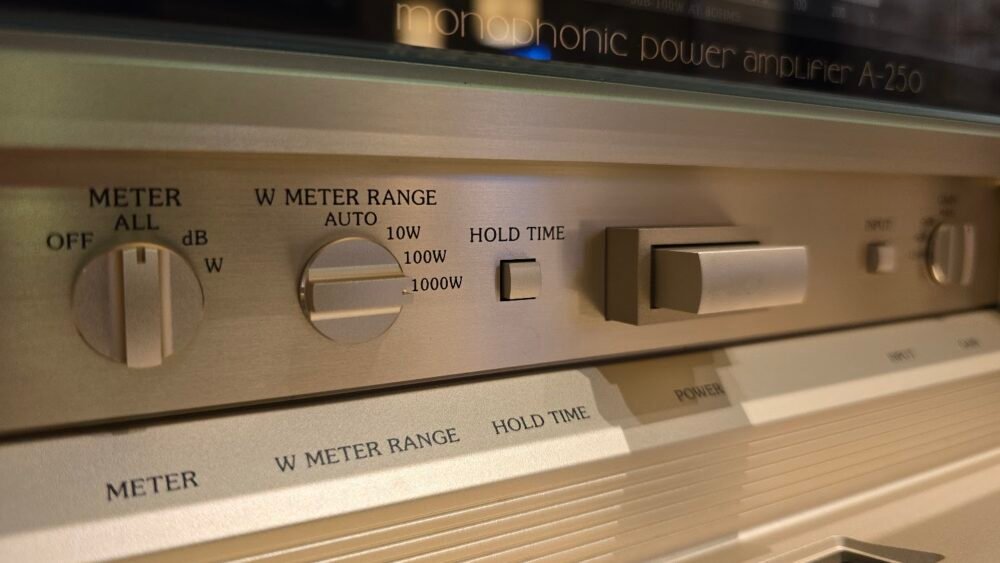 monophonic power amplifier A-250
METER
ALL
OFF
dB
W
W METER RANGE
AUTO
10W
100W
1000W
HOLD TIME
INPUT
GAIN
METER
W METER RANGE
HOLD TIME
POWER
INPUT
GAIN